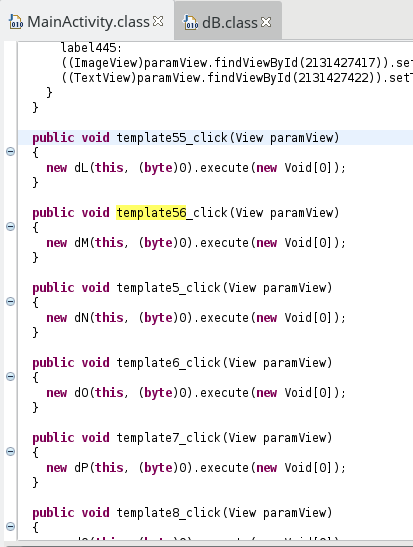 MainActivity.class dB.class
label445:
((ImageView)paramView.findViewById(2131427417)).set
((TextView)paramView.findViewById(2131427422)).set
}
}
public void template55_click(View paramView)
{
new dL(this, (byte)0).execute(new Void[0]);
}
public void template56_click(View paramView)
{
new dM(this, (byte)0).execute(new Void[0]);
}
public void template5_click(View paramView)
{
new dN(this, (byte)0).execute(new Void[0]);
}
public void template6_click(View paramView)
{
new dO(this, (byte)0).execute(new Void[0]);
}
public void template7_click(View paramView)
{
new dP(this, (byte)0).execute(new Void[0]);
}
public void template8_click(View paramView)
{